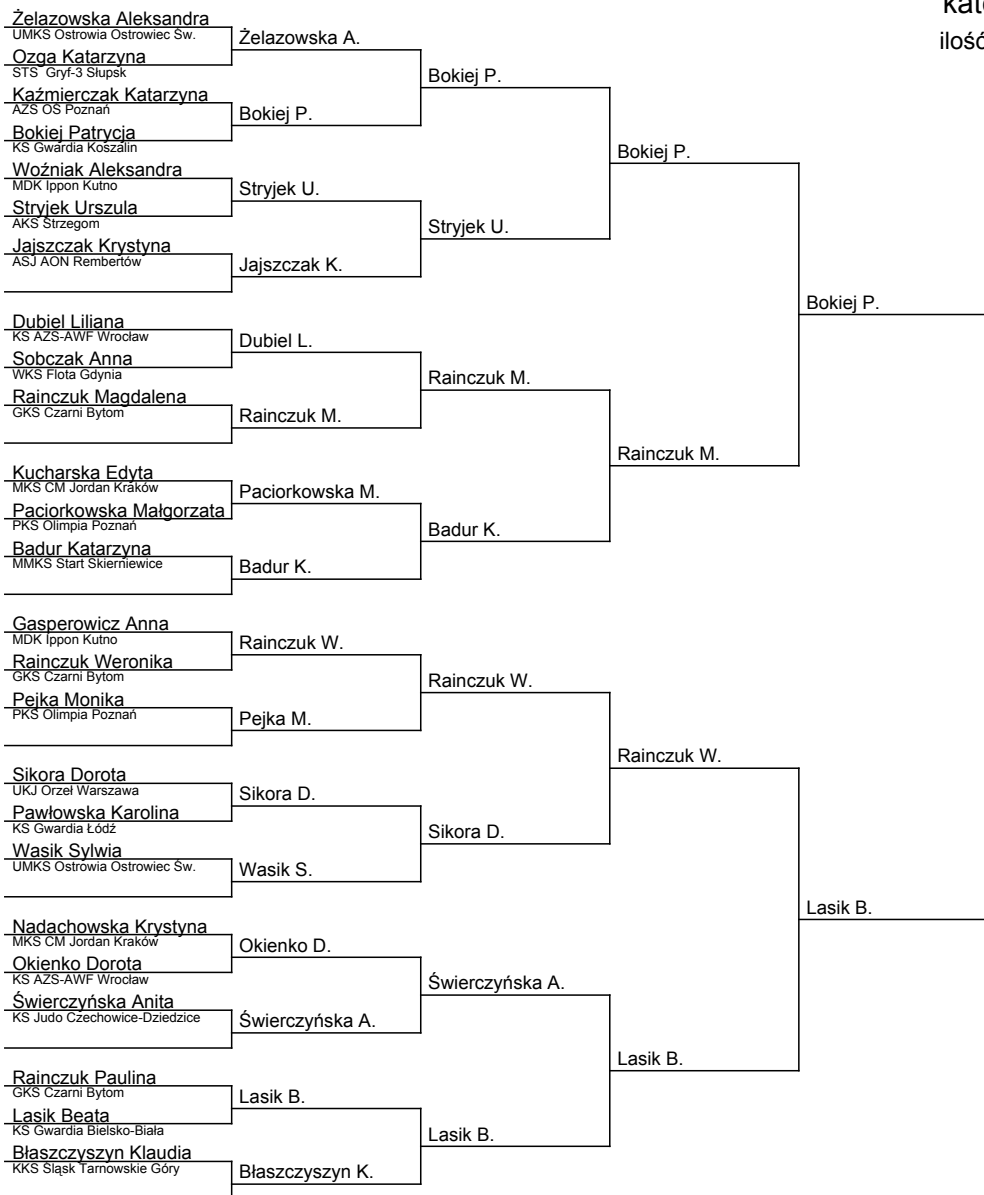 kat
ilość
Żelazowska Aleksandra
UMKS Ostrowia Ostrowiec Św.
Ozga Katarzyna
STS Gryf-3 Słupsk
Kaźmierczak Katarzyna
AZS OŚ Poznań
Bokiej Patrycja
KS Gwardia Koszalin
Woźniak Aleksandra
MDK Ippon Kutno
Stryjek Urszula
AKS Strzegom
Jajszczak Krystyna
ASJ AON Rembertów
Dubiel Liliana
KS AZS-AWF Wrocław
Sobczak Anna
WKS Flota Gdynia
Rainczuk Magdalena
GKS Czarni Bytom
Kucharska Edyta
MKS CM Jordan Kraków
Paciorkowska Małgorzata
PKS Olimpia Poznań
Badur Katarzyna
MMKS Start Skierniewice
Gasperowicz Anna
MDK Ippon Kutno
Rainczuk Weronika
GKS Czarni Bytom
Pejka Monika
PKS Olimpia Poznań
Sikora Dorota
UKJ Orzeł Warszawa
Pawłowska Karolina
KS Gwardia Łódź
Wasik Sylwia
UMKS Ostrowia Ostrowiec Św.
Nadachowska Krystyna
MKS CM Jordan Kraków
Okienko Dorota
KS AZS-AWF Wrocław
Świerczyńska Anita
KS Judo Czechowice-Dziedzice
Rainczuk Paulina
GKS Czarni Bytom
Lasik Beata
KS Gwardia Bielsko-Biała
Błaszczyszyn Klaudia
KKS Śląsk Tarnowskie Góry
Żelazowska A.
Bokiej P.
Stryjek U.
Jajszczak K.
Dubiel L.
Rainczuk M.
Paciorkowska M.
Badur K.
Rainczuk W.
Pejka M.
Sikora D.
Wasik S.
Okienko D.
Świerczyńska A.
Lasik B.
Błaszczyszyn K.
Bokiej P.
Stryjek U.
Rainczuk M.
Badur K.
Rainczuk W.
Sikora D.
Świerczyńska A.
Lasik B.
Bokiej P.
Rainczuk M.
Rainczuk W.
Lasik B.
Bokiej P.
Lasik B.